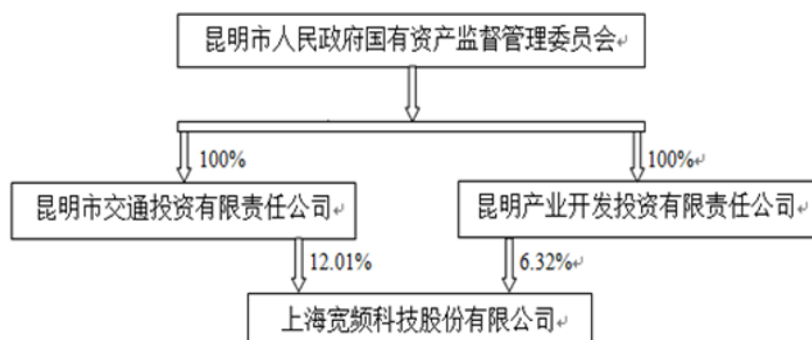 昆明市人民政府国有资产监督管理委员会
100%
100%
昆明市交通投资有限责任公司
昆明产业开发投资有限责任公司
12.01%
6.32%
上海宽频科技股份有限公司